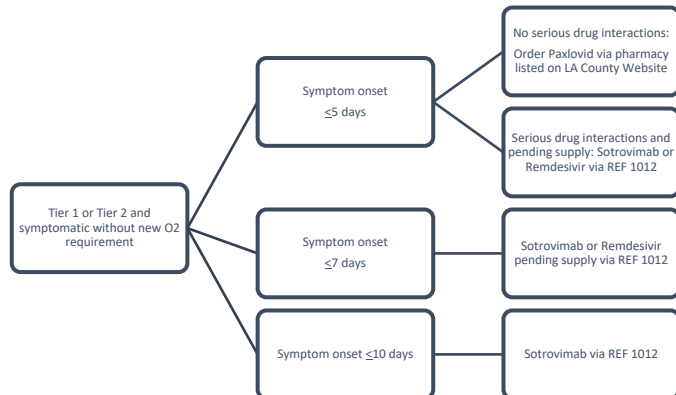 Tier 1 or Tier 2 and
symptomatic without new O2
requirement
Symptom onset
≤5 days
No serious drug interactions:
Order Paxlovid via pharmacy
listed on LA County Website
Serious drug interactions and
pending supply: Sotrovimab or
Remdesivir via REF 1012
Symptom onset
≤7 days
Sotrovimab or Remdesivir
pending supply via REF 1012
Symptom onset ≤10 days
Sotrovimab via REF 1012